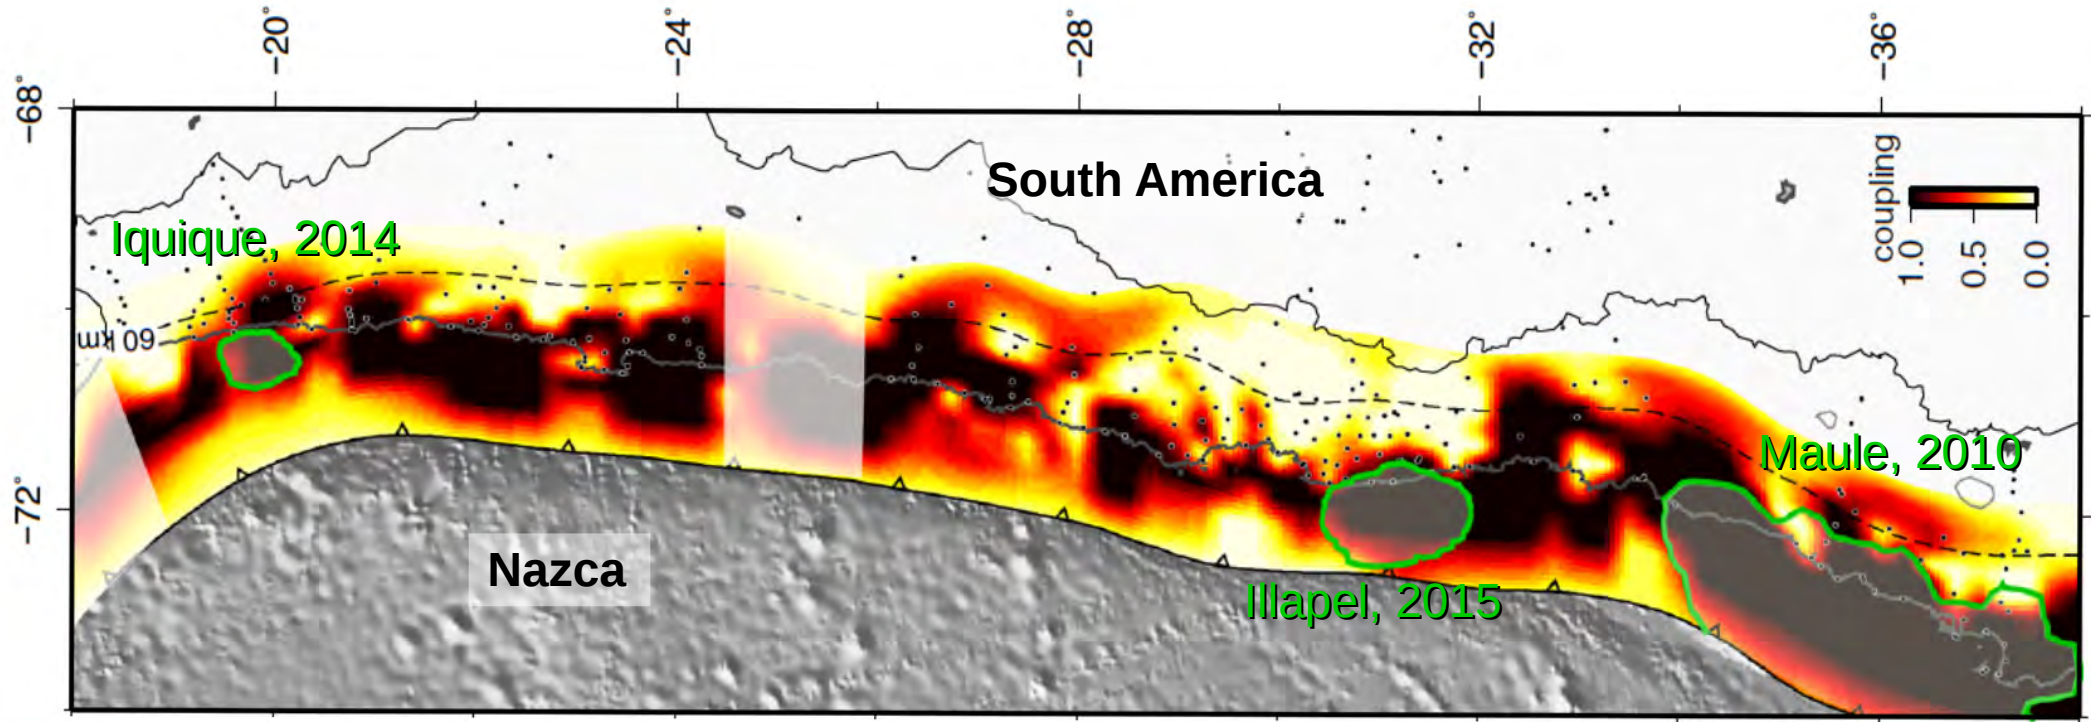 −20°
−24°
−28°
−32°
−36°
−68°
South America
coupling
1.0
0.5
0.0
Iquique, 2014
60 km
Maule, 2010
−72°
Nazca
Illapel, 2015